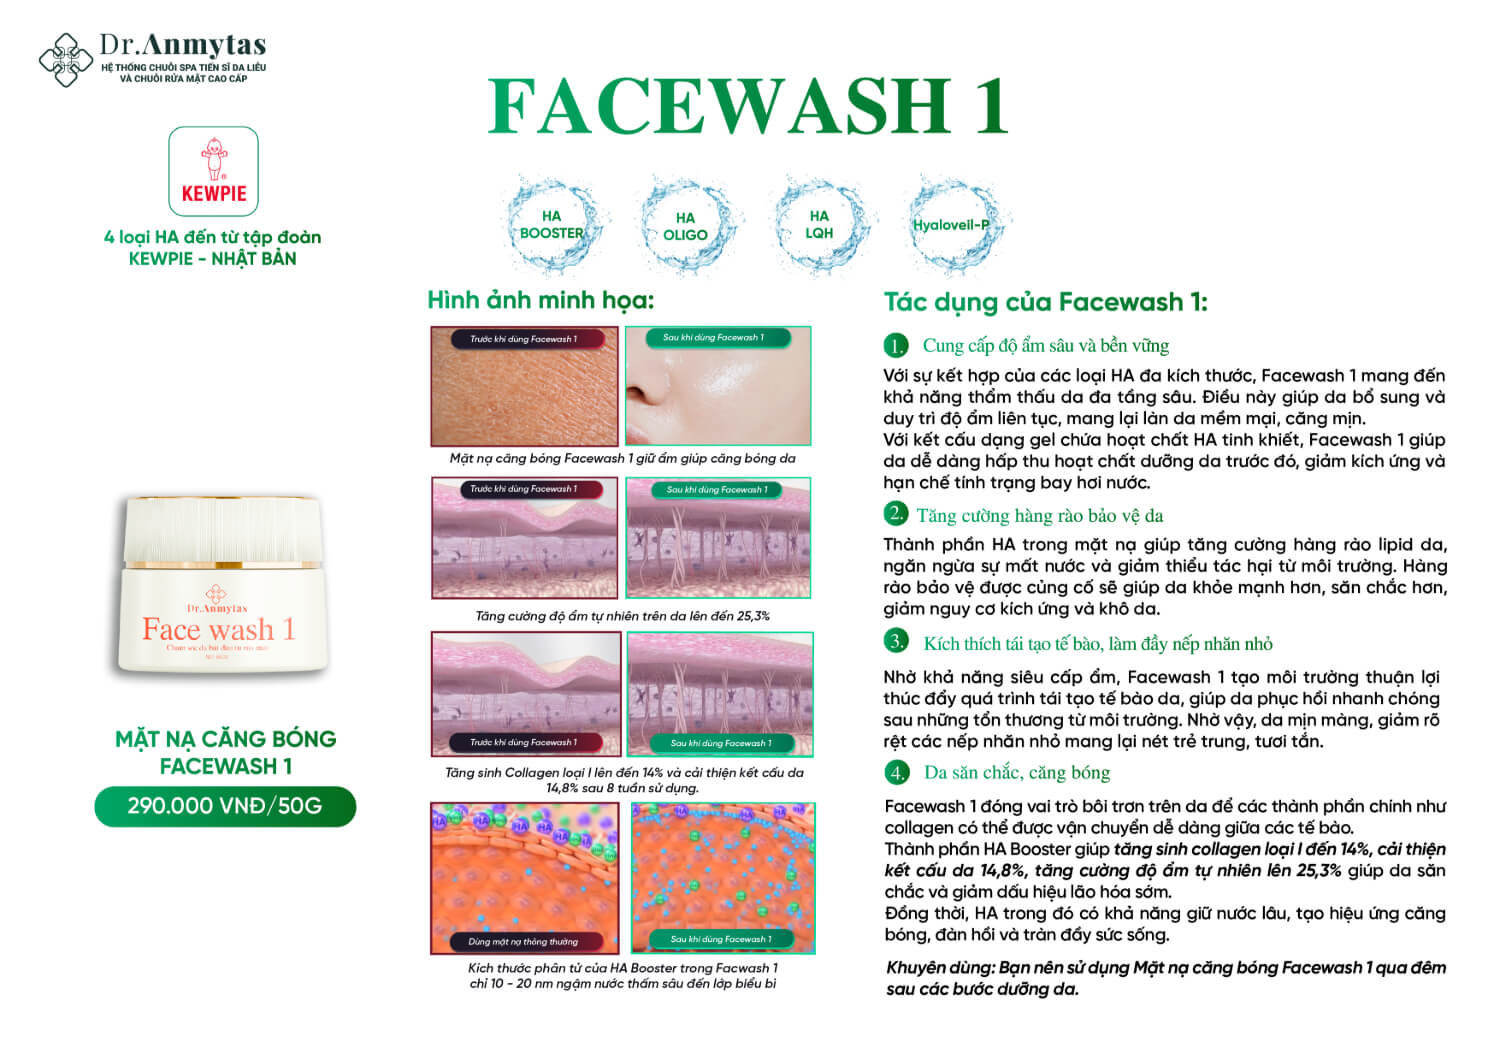 Dr.Anmytas
HỆ THỐNG CHUỖI SPA TIẾN SĨ DA LIỄU
VÀ CHUỖI RỬA MẶT CAO CẤP
KEWPIE
4 loại HA đến từ tập đoàn
KEWPIE - NHẬT BẢN
Dr.Anmytas
Face wash 1
MẶT NẠ CĂNG BÓNG
FACEWASH 1
290.000 VNĐ/50G
FACEWASH 1
HA
BOOSTER
HA
OLIGO
HA
LQH
Hyaloveil-P
Hình ảnh minh họa:
Trước khi dùng Facewash 1
Sau khi dùng Facewash 1
Mặt nạ căng bóng Facewash 1 giữ ẩm giúp căng bóng da
Trước khi dùng Facewash 1
Sau khi dùng Facewash 1
Tăng cường độ ẩm tự nhiên trên da lên đến 25,3%
Trước khi dùng Facewash 1
Sau khi dùng Facewash 1
Tăng sinh Collagen loại I lên đến 14% và cải thiện kết cấu da
14,8% sau 8 tuần sử dụng.
HA HA HA HA HA
Dùng mặt nạ thông thường
Sau khi dùng Facewash 1
Kích thước phân tử của HA Booster trong Facwash 1
chỉ 10 - 20 nm ngậm nước thấm sâu đến lớp biểu bì
Tác dụng của Facewash 1:
1. Cung cấp độ ẩm sâu và bền vững
Với sự kết hợp của các loại HA đa kích thước, Facewash 1 mang đến
khả năng thẩm thấu da đa tầng sâu. Điều này giúp da bổ sung và
duy trì độ ẩm liên tục, mang lại làn da mềm mại, căng mịn.
Với kết cấu dạng gel chứa hoạt chất HA tinh khiết, Facewash 1 giúp
da dễ dàng hấp thu hoạt chất dưỡng da trước đó, giảm kích ứng và
hạn chế tính trạng bay hơi nước.
2. Tăng cường hàng rào bảo vệ da
Thành phần HA trong mặt nạ giúp tăng cường hàng rào lipid da,
ngăn ngừa sự mất nước và giảm thiểu tác hại từ môi trường. Hàng
rào bảo vệ được củng cố sẽ giúp da khỏe mạnh hơn, săn chắc hơn,
giảm nguy cơ kích ứng và khô da.
3. Kích thích tái tạo tế bào, làm đầy nếp nhăn nhỏ
Nhờ khả năng siêu cấp ẩm, Facewash 1 tạo môi trường thuận lợi
thúc đẩy quá trình tái tạo tế bào da, giúp da phục hồi nhanh chóng
sau những tổn thương từ môi trường. Nhờ vậy, da mịn màng, giảm rõ
rệt các nếp nhăn nhỏ mang lại nét trẻ trung, tươi tắn.
4. Da săn chắc, căng bóng
Facewash 1 đóng vai trò bôi trơn trên da để các thành phần chính như
collagen có thể được vận chuyển dễ dàng giữa các tế bào.
Thành phần HA Booster giúp tăng sinh collagen loại I đến 14%, cải thiện
kết cấu da 14,8%, tăng cường độ ẩm tự nhiên lên 25,3% giúp da săn
chắc và giảm dấu hiệu lão hóa sớm.
Đồng thời, HA trong đó có khả năng giữ nước lâu, tạo hiệu ứng căng
bóng, đàn hồi và tràn đầy sức sống.
Khuyên dùng: Bạn nên sử dụng Mặt nạ căng bóng Facewash 1 qua đêm
sau các bước dưỡng da.